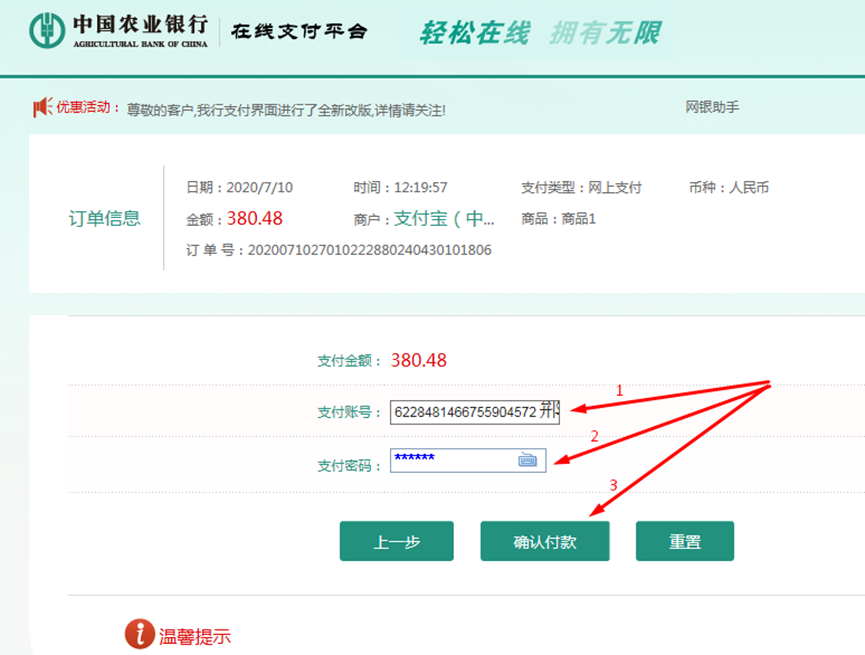 中国农业银行 在线支付平台 轻松在线 拥有无限
AGRICULTURAL BANK OF CHINA
优惠活动： 尊敬的客户,我行支付界面进行了全新改版,详情请关注! 网银助手
日期：2020/7/10 时间：12:19:57 支付类型：网上支付 币种：人民币
订单信息 金额：380.48 商户：支付宝（中... 商品：商品1
订 单 号：20200710270102228802404301​01806
支付金额： 380.48
支付账号： 6228481466755904572
1
2
支付密码： ******
3
上一步 确认付款 重置
i 温馨提示